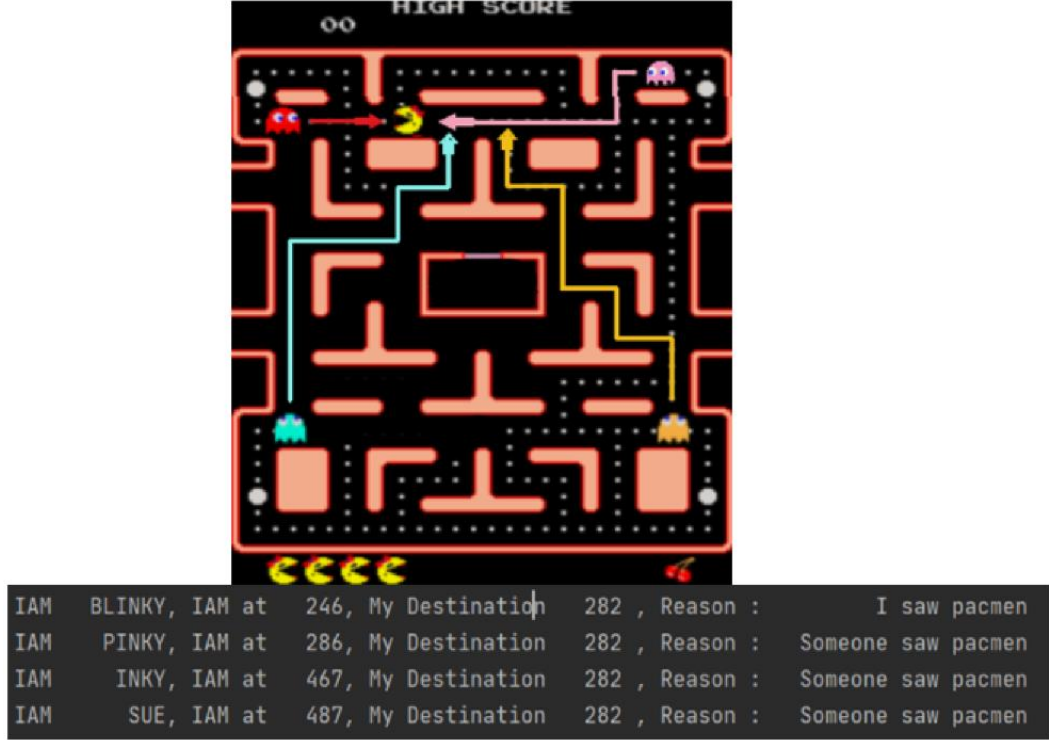 HIGH SCORE
00
IAM BLINKY, IAM at 246, My Destination 282 , Reason : I saw pacmen
IAM PINKY, IAM at 286, My Destination 282 , Reason : Someone saw pacmen
IAM INKY, IAM at 467, My Destination 282 , Reason : Someone saw pacmen
IAM SUE, IAM at 487, My Destination 282 , Reason : Someone saw pacmen